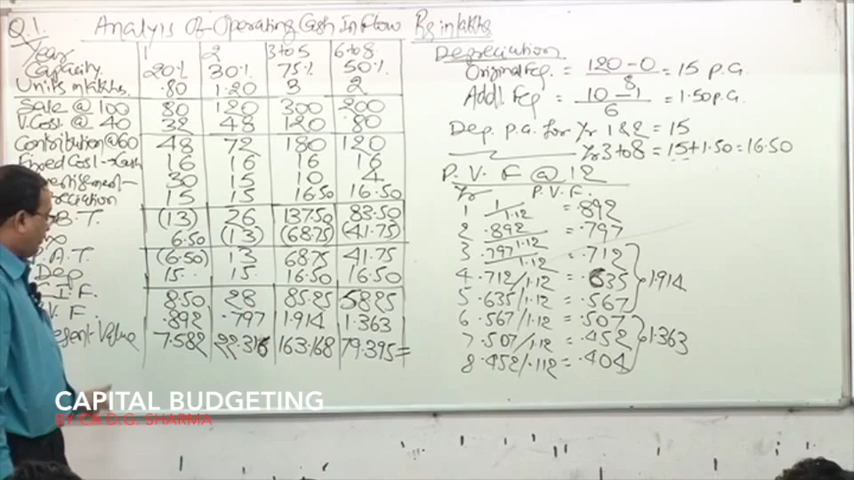 Q.1. Analysis Of Operating Cash Inflow Rs in lakhs
Year 1 2 3 to 5 6 to 8
Capacity 20% 30% 75% 50%
Units in lakhs .80 1.20 3 2
Sale @ 100 80 120 300 200
V. Cost @ 40 32 48 120 80
Contribution @ 60 48 72 180 120
Fixed Cost - Cash 16 16 16 16
30 15 10 4
15 15 16.50 16.50
B.T. (13) 26 137.50 83.50
6.50 (13) (68.75) (41.75)
A.T. (6.50) 13 68.75 41.75
Dep 15 15 16.50 16.50
I.F. 8.50 28 85.25 58.25
V F. .892 .797 1.914 1.363
esent Value 7.582 22.316 163.168 79.395=
Depreciation
Original Eqp. = 120-0 / 8 = 15 p.a.
Addl. Eqp = 10-1 / 6 = 1.50 p.a.
Dep. p.a. for Yr 1 & 2 = 15
Yr 3 to 8 = 15+1.50 = 16.50
P.V.F @ 12
Yr P.V.F.
1 1/1.12 = .892
2 .892/1.12 = .797
3 .797/1.12 = .712
4 .712/1.12 = .635 1.914
5 .635/1.12 = .567
6 .567/1.12 = .507
7 .507/1.12 = .452 1.363
8 .452/.112 = .404
CAPITAL BUDGETING
BY CA D.G. SHARMA